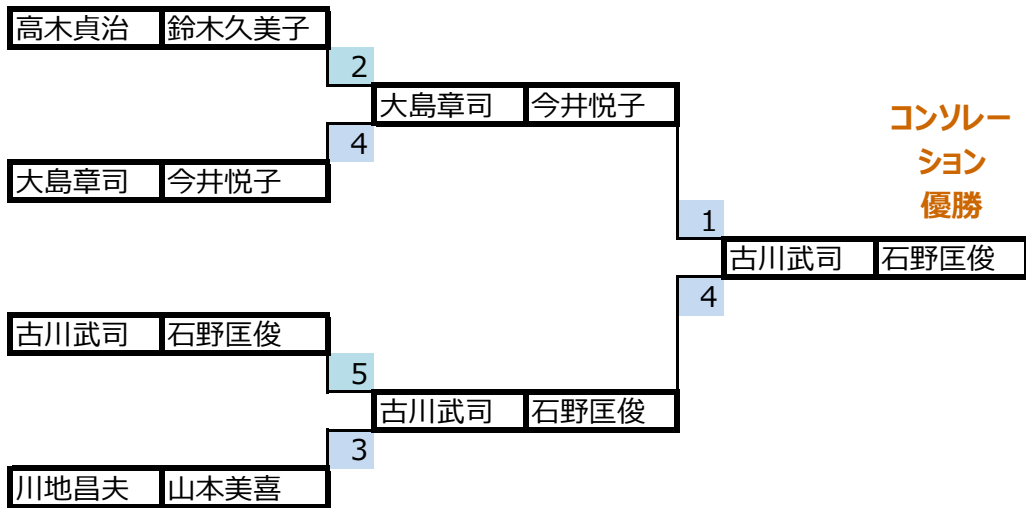 高木貞治 鈴木久美子
2
大島章司 今井悦子
4
大島章司 今井悦子
コンソレー
ション
優勝
1
古川武司 石野匡俊
4
古川武司 石野匡俊
5
古川武司 石野匡俊
3
川地昌夫 山本美喜